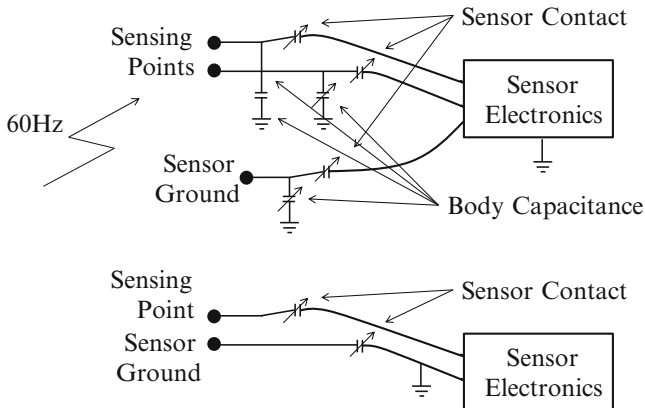 Sensor Contact
Sensing
Points
Sensor
Electronics
60Hz
Sensor
Ground
Body Capacitance
Sensing
Point
Sensor Contact
Sensor
Ground
Sensor
Electronics